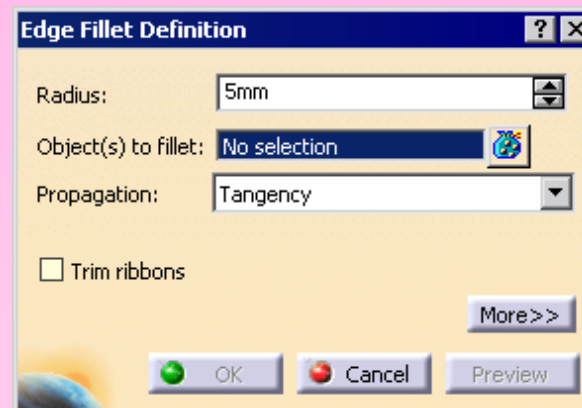 Edge Fillet Definition ? X
Radius: 5mm
Object(s) to fillet: No selection
Propagation: Tangency
Trim ribbons
More>>
OK Cancel Preview